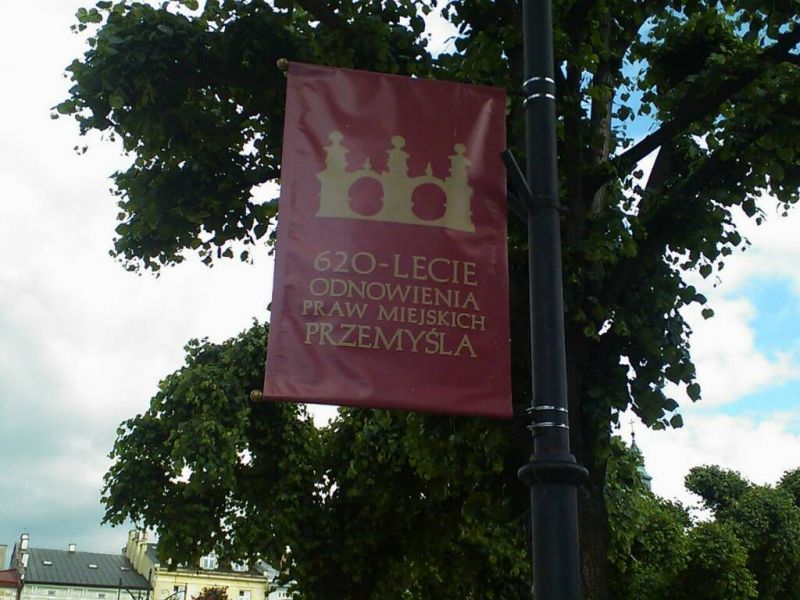 620-LECIE
ODNOWIENIA
PRAW MIEJSKICH
PRZEMYŚLA